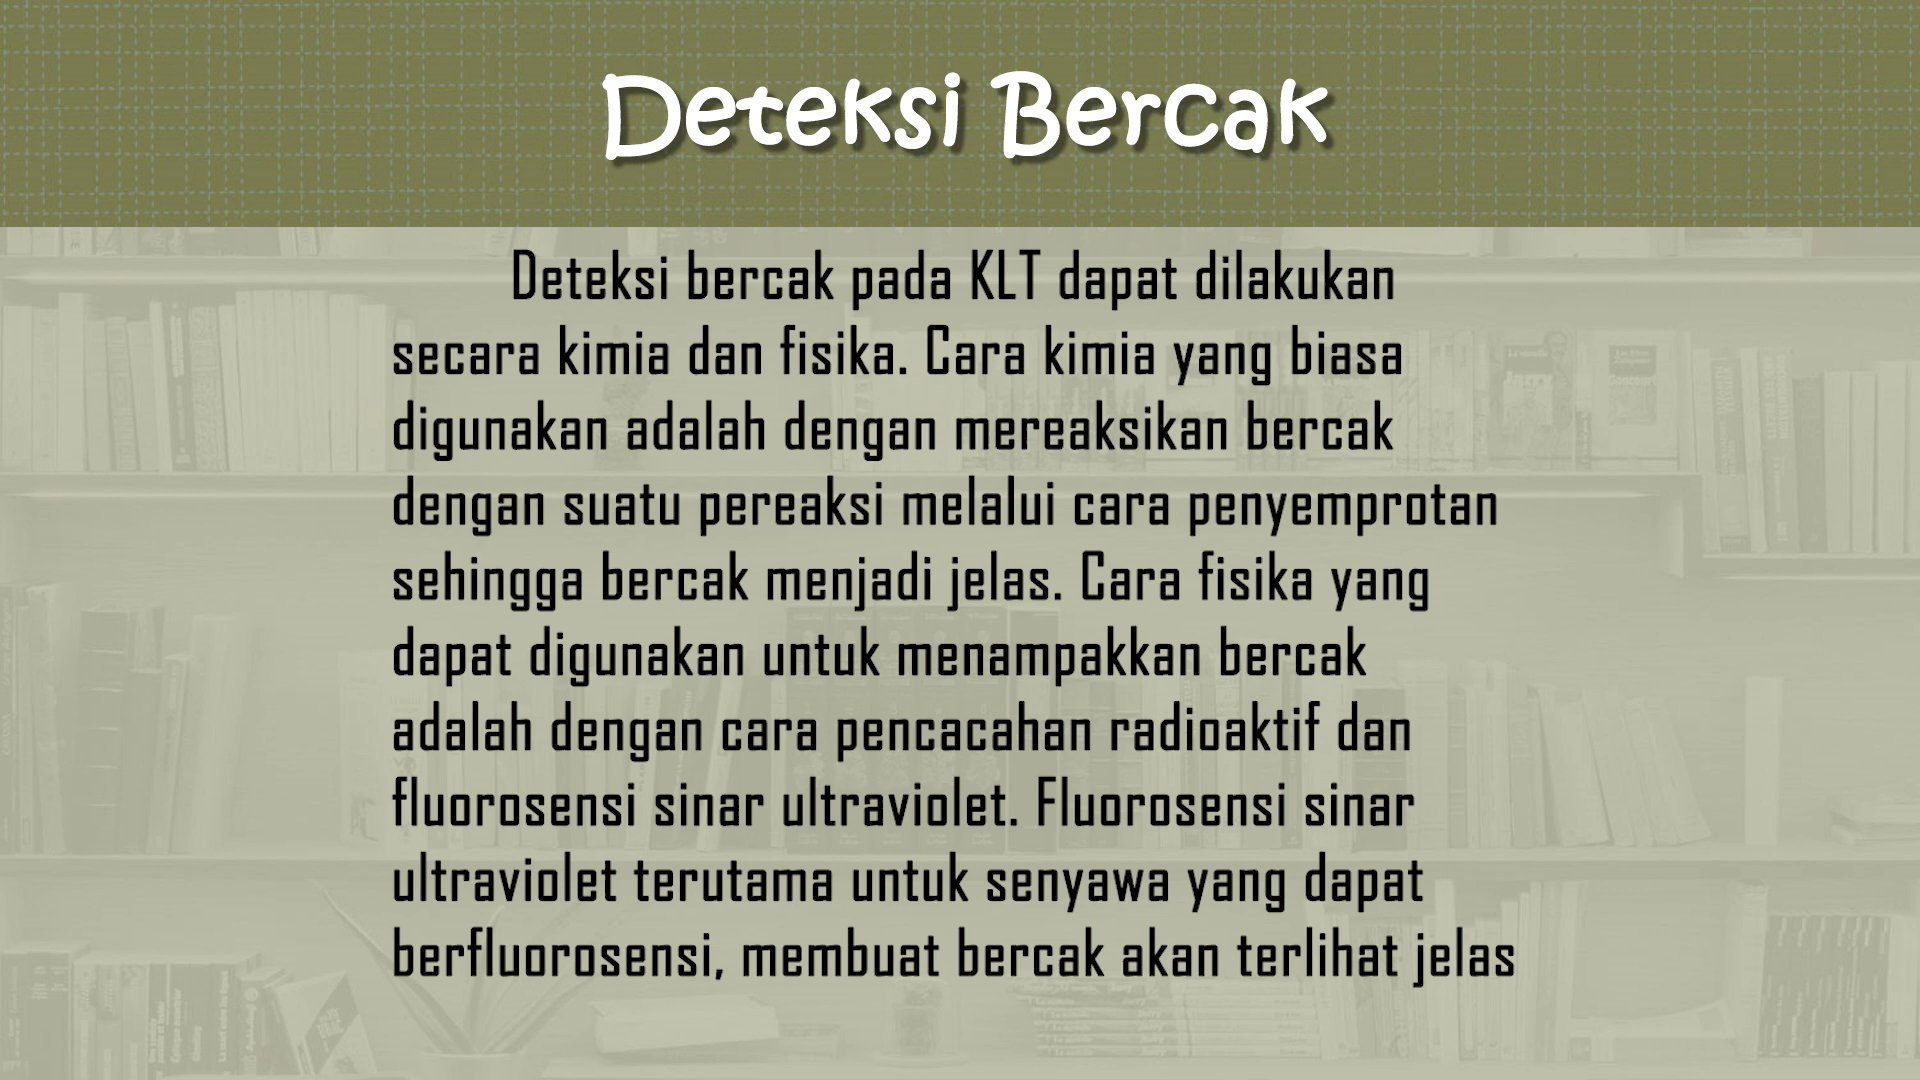 Deteksi Bercak
Deteksi bercak pada KLT dapat dilakukan
secara kimia dan fisika. Cara kimia yang biasa
digunakan adalah dengan mereaksikan bercak
dengan suatu pereaksi melalui cara penyemprotan
sehingga bercak menjadi jelas. Cara fisika yang
dapat digunakan untuk menampakkan bercak
adalah dengan cara pencacahan radioaktif dan
fluorosensi sinar ultraviolet. Fluorosensi sinar
ultraviolet terutama untuk senyawa yang dapat
berfluorosensi, membuat bercak akan terlihat jelas